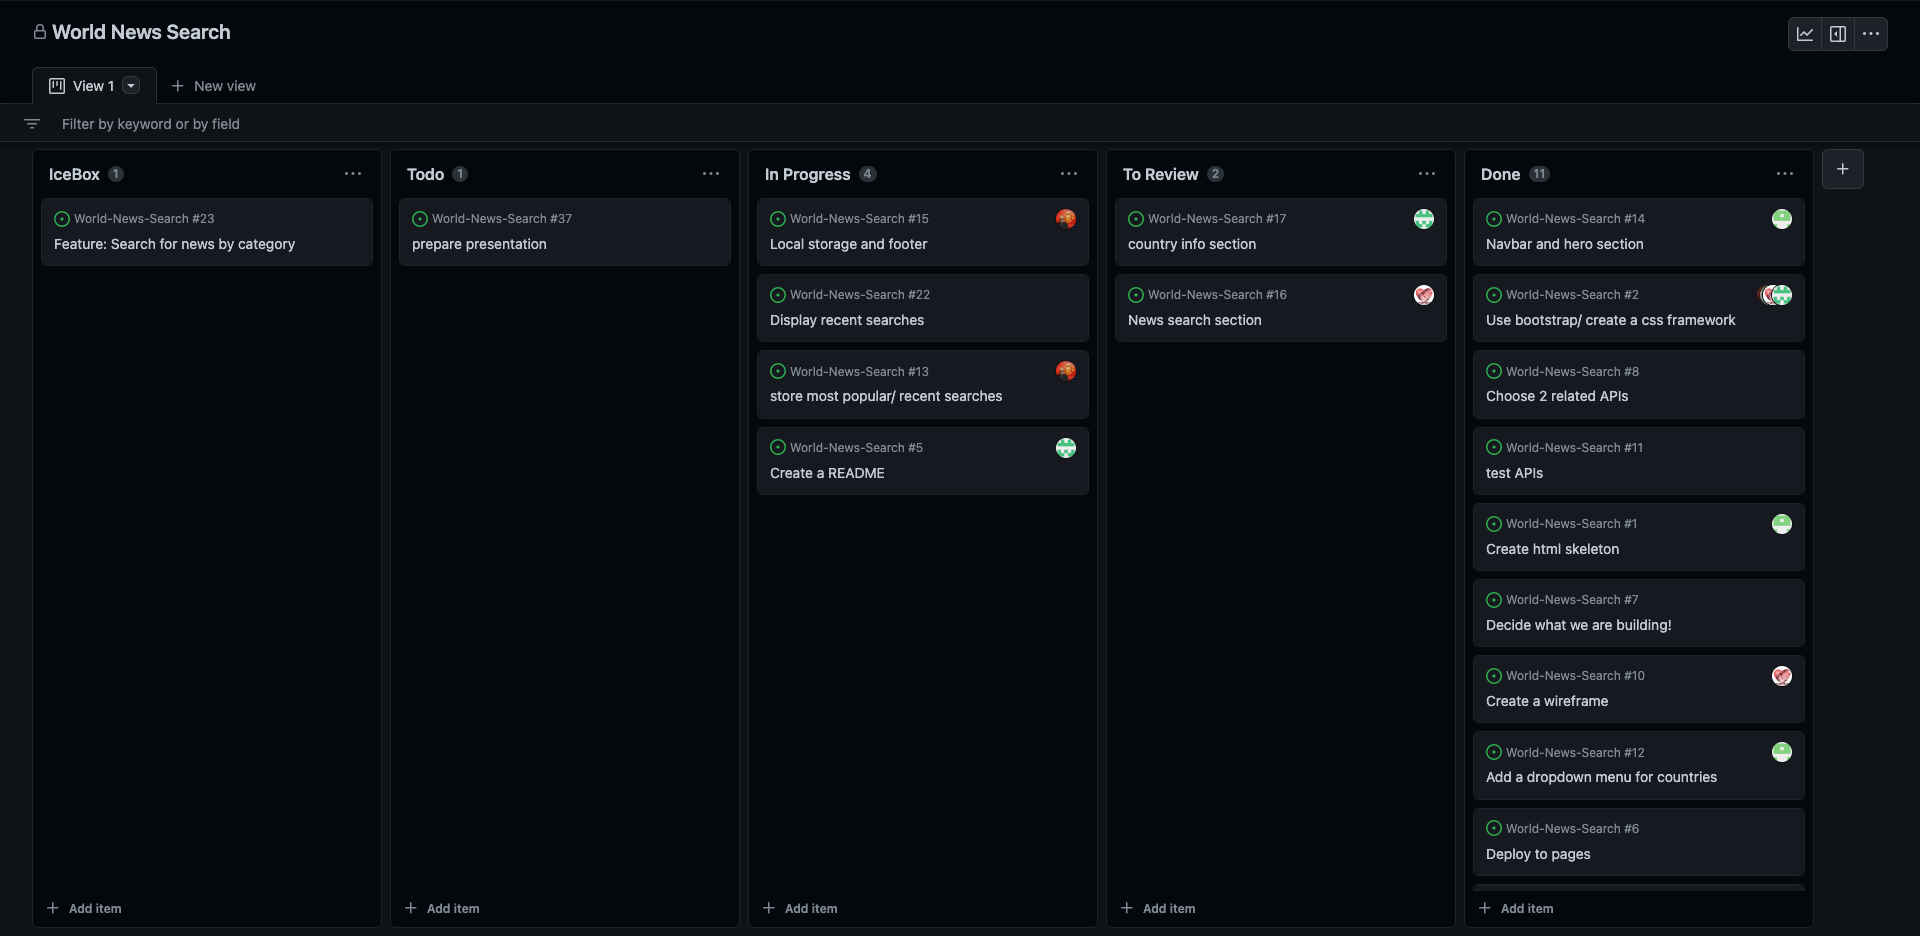 World News Search
View 1
New view
Filter by keyword or by field
IceBox 1
World-News-Search #23
Feature: Search for news by category
Add item
Todo 1
World-News-Search #37
prepare presentation
Add item
In Progress 4
World-News-Search #15
Local storage and footer
World-News-Search #22
Display recent searches
World-News-Search #13
store most popular/ recent searches
World-News-Search #5
Create a README
Add item
To Review 2
World-News-Search #17
country info section
World-News-Search #16
News search section
Add item
Done 11
World-News-Search #14
Navbar and hero section
World-News-Search #2
Use bootstrap/ create a css framework
World-News-Search #8
Choose 2 related APIs
World-News-Search #11
test APIs
World-News-Search #1
Create html skeleton
World-News-Search #7
Decide what we are building!
World-News-Search #10
Create a wireframe
World-News-Search #12
Add a dropdown menu for countries
World-News-Search #6
Deploy to pages
Add item